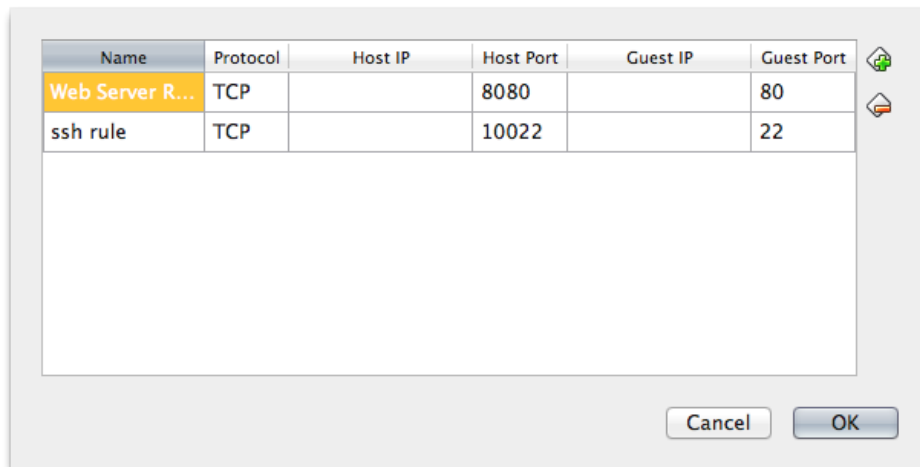 Name Protocol Host IP Host Port Guest IP Guest Port
Web Server R... TCP 8080 80
ssh rule TCP 10022 22
Cancel OK